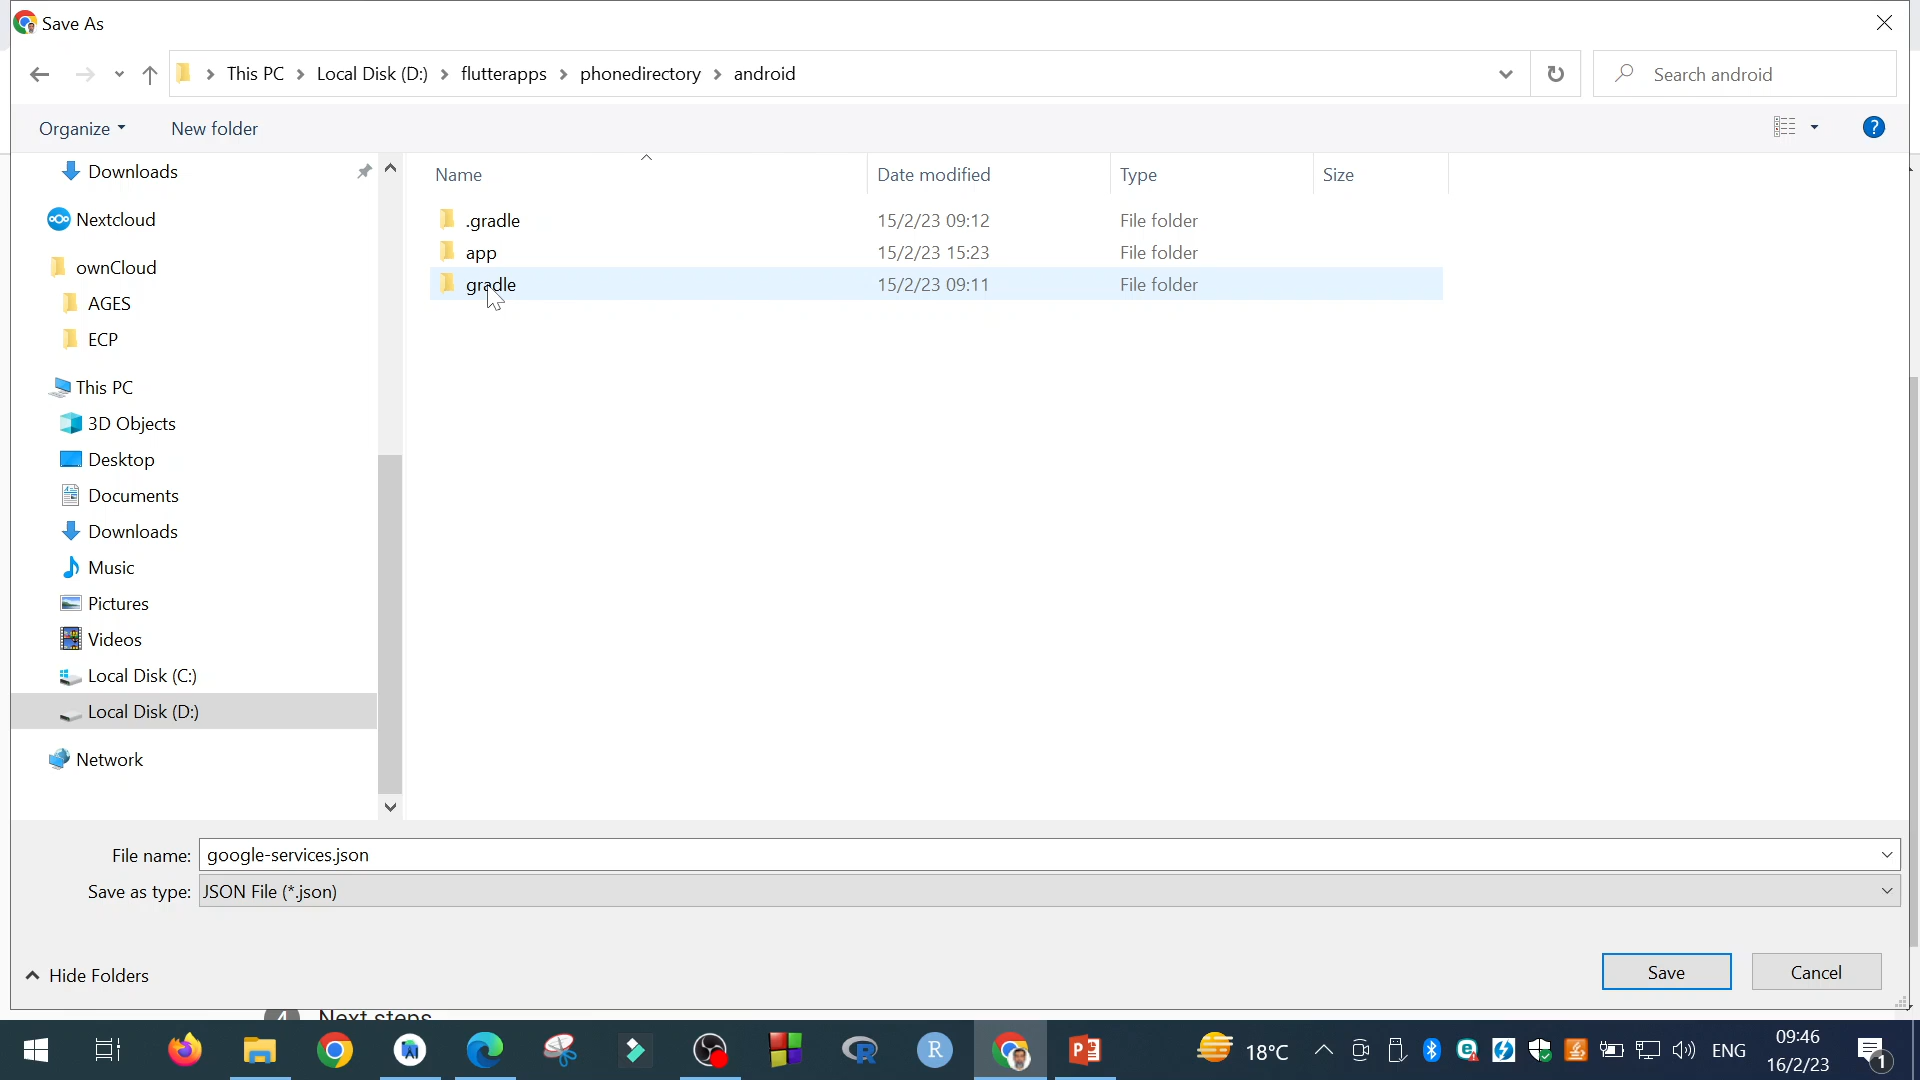 Save As
This PC > Local Disk (D:) > flutterapps > phonedirectory > android
Search android
Organize
New folder
Downloads
Nextcloud
ownCloud
AGES
ECP
This PC
3D Objects
Desktop
Documents
Downloads
Music
Pictures
Videos
Local Disk (C:)
Local Disk (D:)
Network
Name Date modified Type Size
.gradle 15/2/23 09:12 File folder
app 15/2/23 15:23 File folder
gradle 15/2/23 09:11 File folder
File name: google-services.json
Save as type: JSON File (*.json)
Hide Folders
Save
Cancel
4 Next steps
18°C
ENG
09:46
16/2/23
1